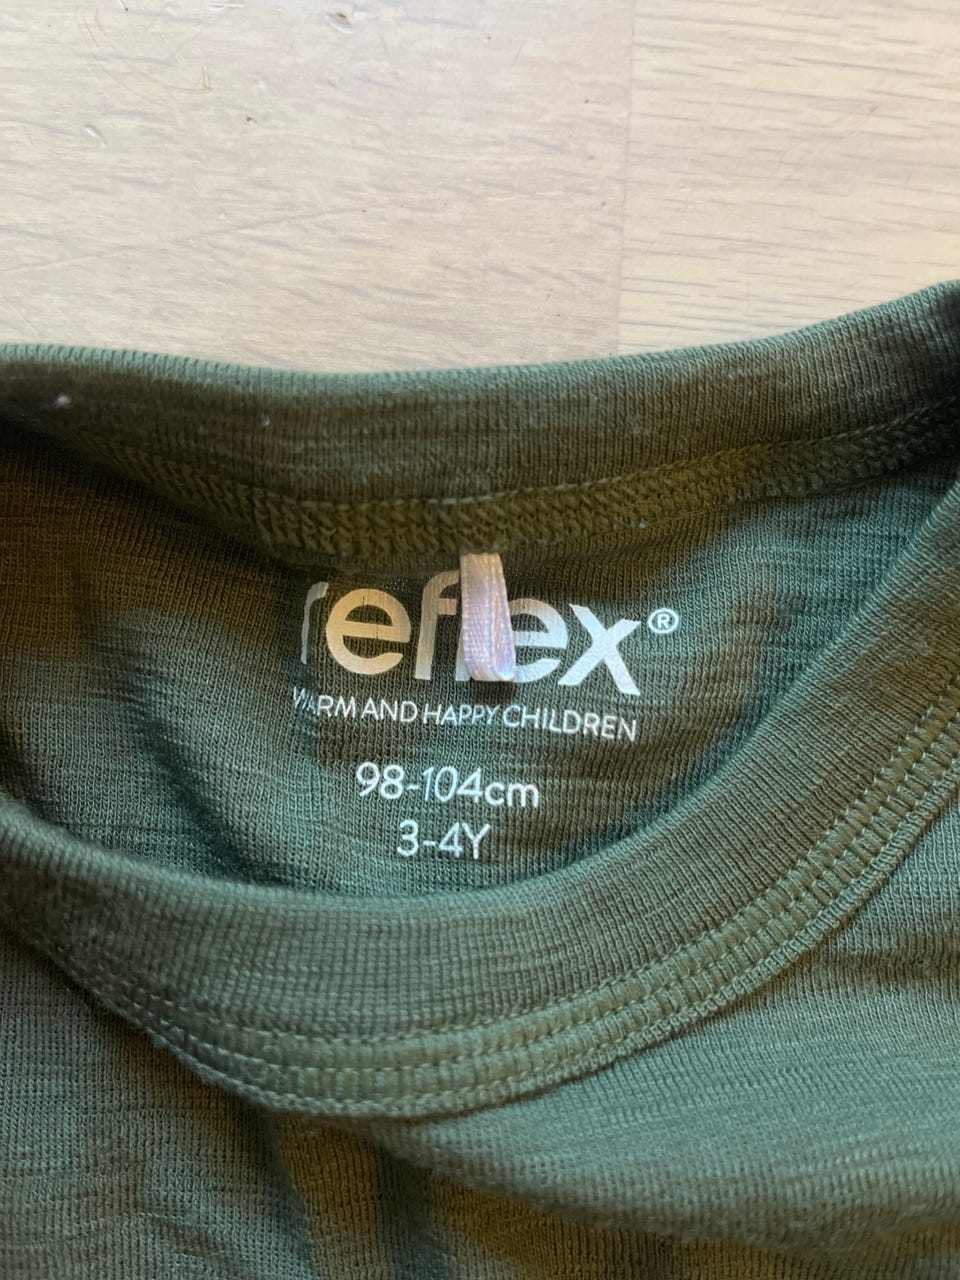 reflex®
WARM AND HAPPY CHILDREN
98-104cm
3-4Y